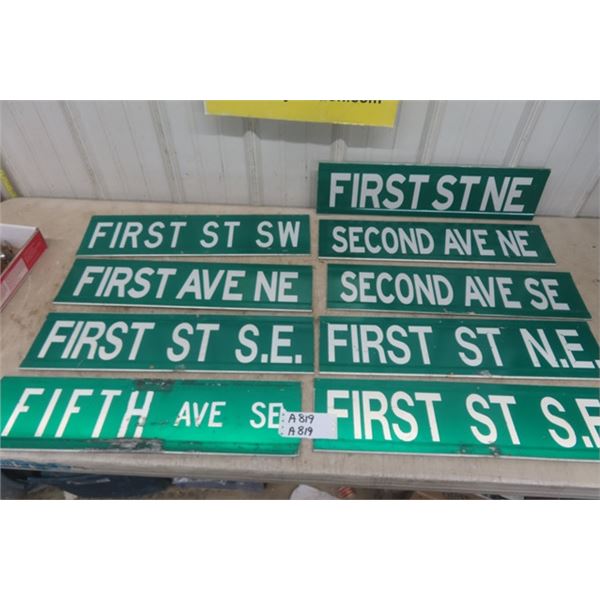 FIRST ST NE
FIRST ST SW
SECOND AVE NE
FIRST AVE NE
SECOND AVE SE
FIRST ST S.E.
FIRST ST N.E.
FIFTH AVE SE
A819
A819
FIRST ST S.E